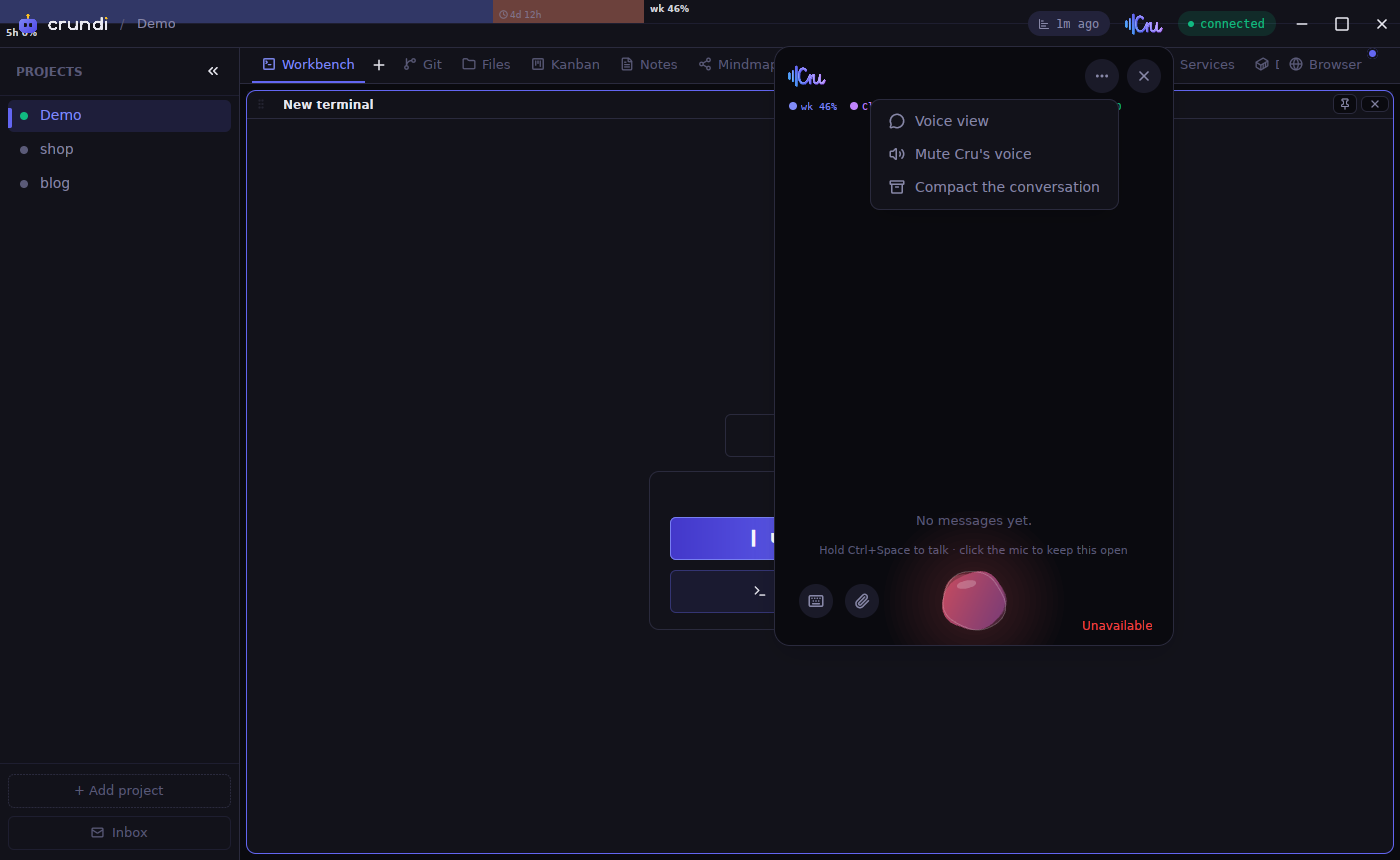 4d 12h
wk 46%
5h 0%
crundi / Demo
1m ago
Cru
connected
PROJECTS
Workbench
Git
Files
Kanban
Notes
Mindmap
Services
Browser
Demo
shop
blog
New terminal
Cru
wk 46%
Voice view
Mute Cru's voice
Compact the conversation
No messages yet.
Hold Ctrl+Space to talk · click the mic to keep this open
Unavailable
+ Add project
Inbox